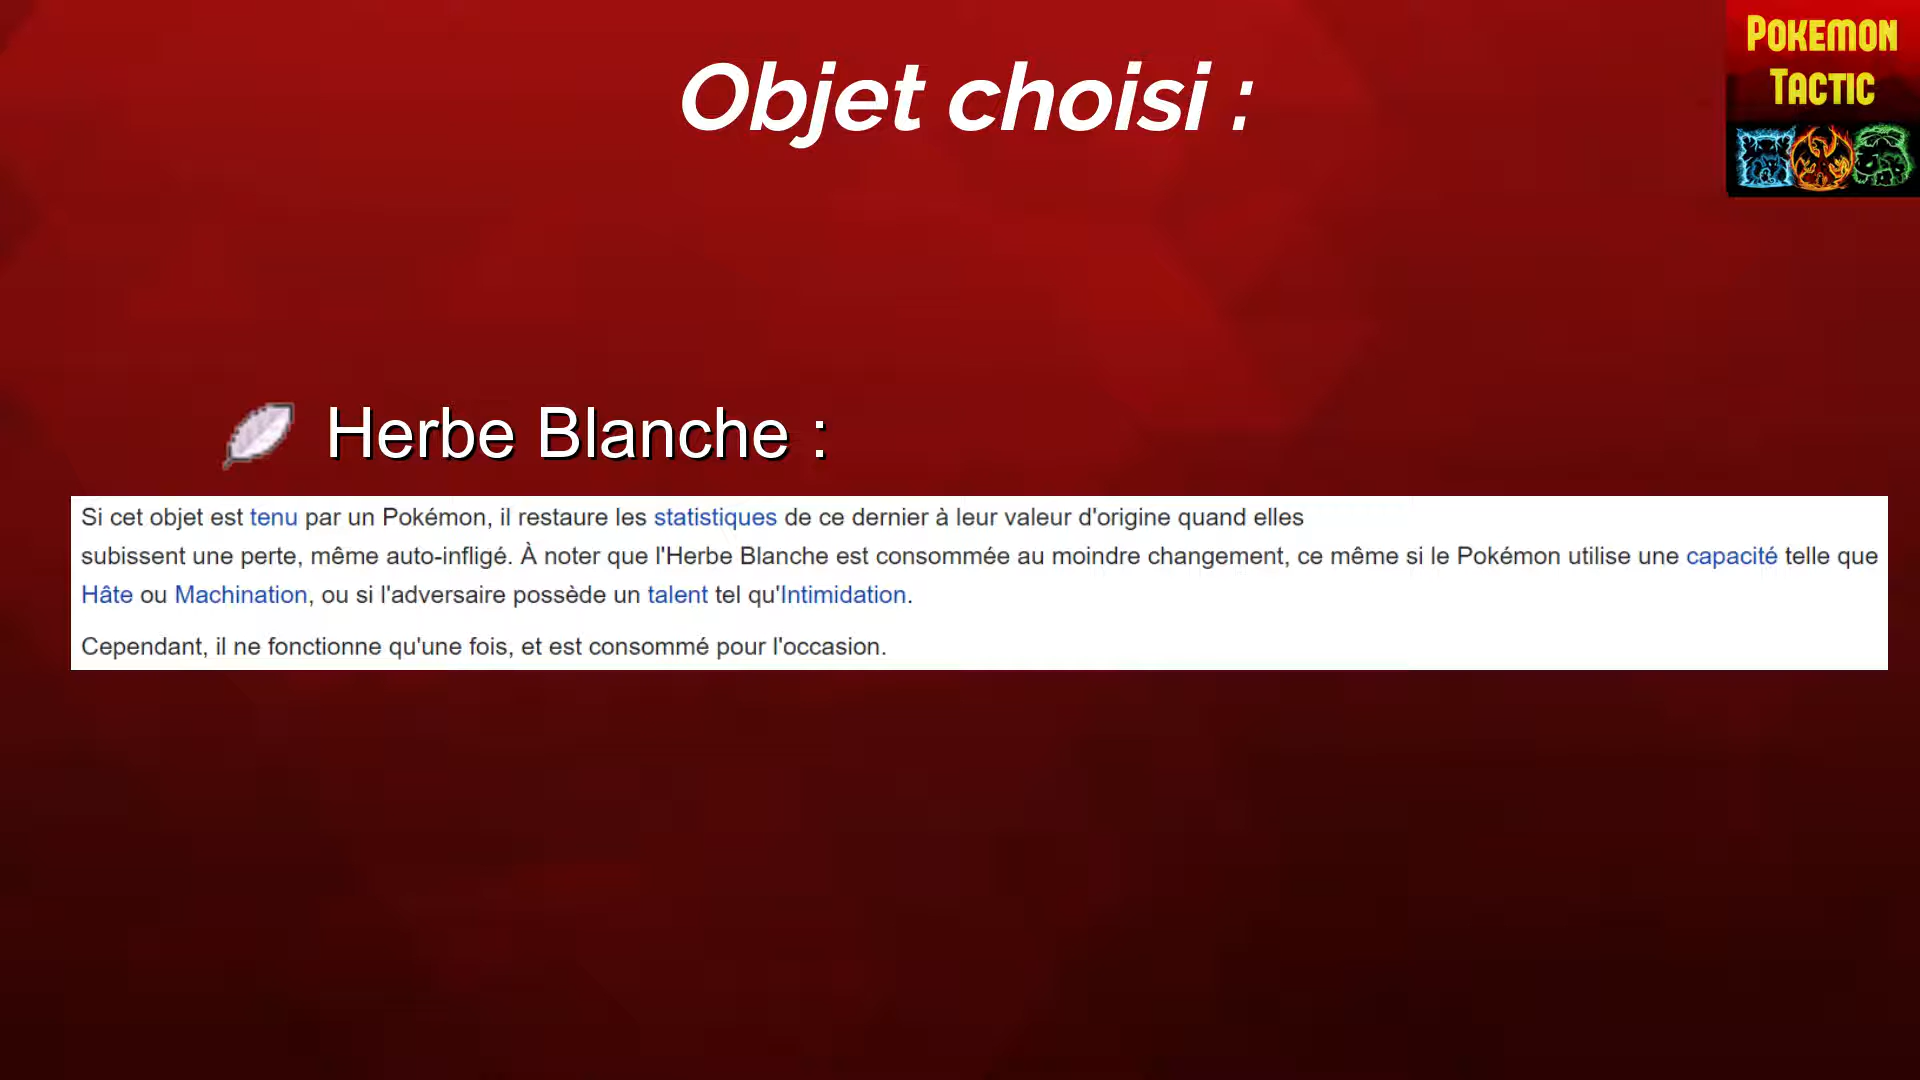 Objet choisi :
POKEMON
TACTIC
Herbe Blanche :
Si cet objet est tenu par un Pokémon, il restaure les statistiques de ce dernier à leur valeur d'origine quand elles
subissent une perte, même auto-infligé. À noter que l'Herbe Blanche est consommée au moindre changement, ce même si le Pokémon utilise une capacité telle que
Hâte ou Machination, ou si l'adversaire possède un talent tel qu'Intimidation.
Cependant, il ne fonctionne qu'une fois, et est consommé pour l'occasion.